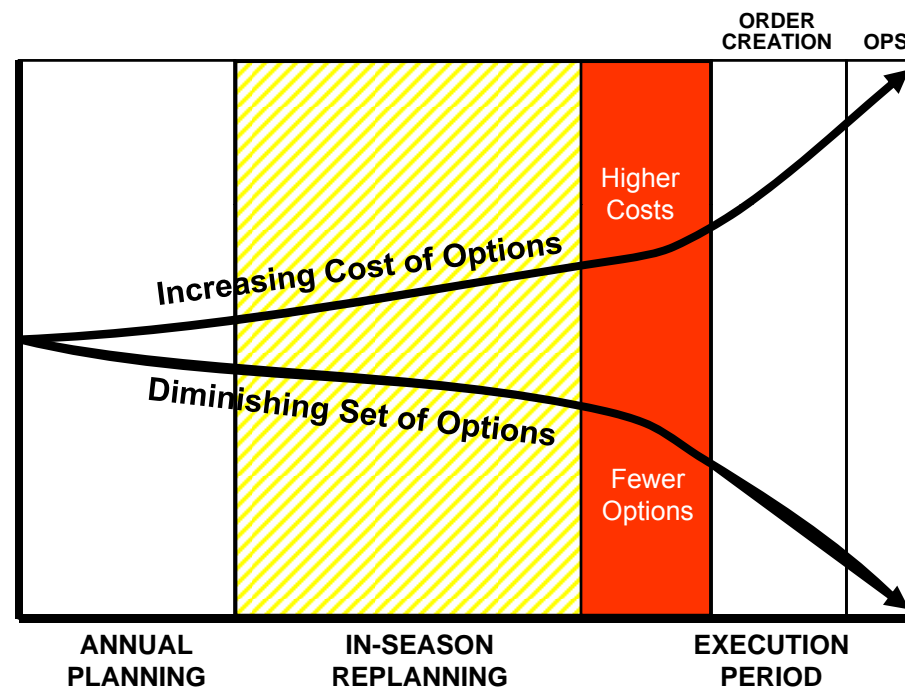 ORDER
CREATION
OPS
Higher
Costs
Increasing Cost of Options
Diminishing Set of Options
Fewer
Options
ANNUAL
PLANNING
IN-SEASON
REPLANNING
EXECUTION
PERIOD